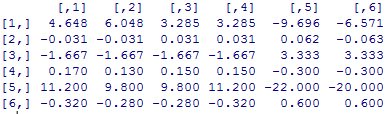 [,1] [,2] [,3] [,4] [,5] [,6]
[1,] 4.648 6.048 3.285 3.285 -9.696 -6.571
[2,] -0.031 -0.031 0.031 0.031 0.062 -0.063
[3,] -1.667 -1.667 -1.667 -1.667 3.333 3.333
[4,] 0.170 0.130 0.150 0.150 -0.300 -0.300
[5,] 11.200 9.800 9.800 11.200 -22.000 -20.000
[6,] -0.320 -0.280 -0.280 -0.320 0.600 0.600